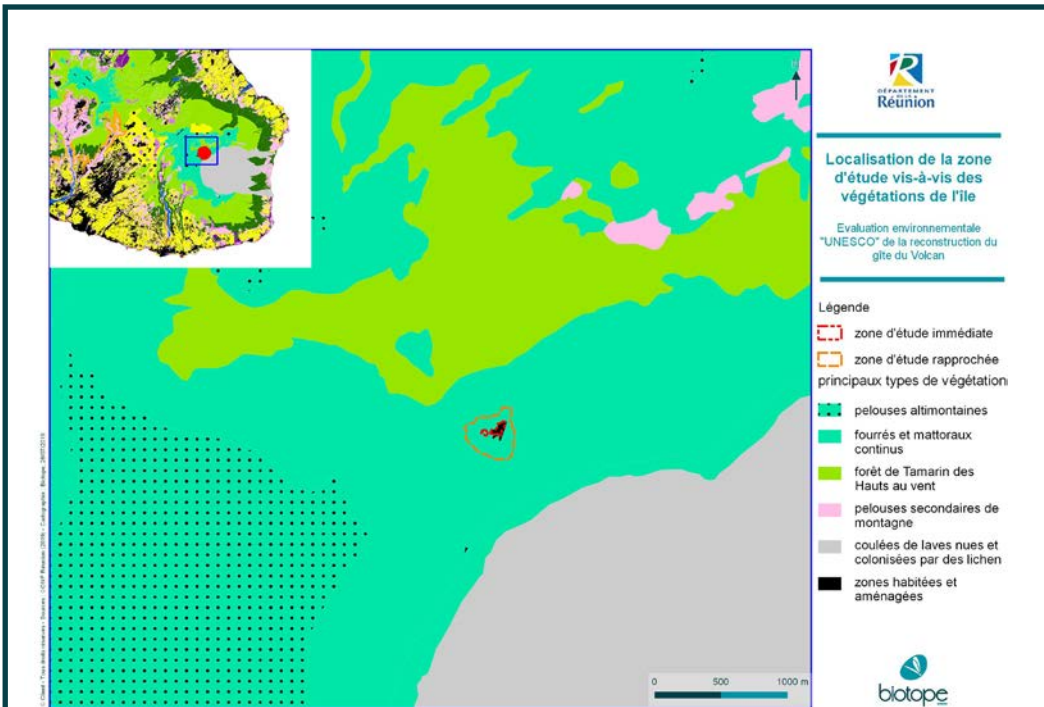 DÉPARTEMENT
DE LA
Réunion
Localisation de la zone
d'étude vis-à-vis des
végétations de l'île
Evaluation environnementale
"UNESCO" de la reconstruction du
gîte du Volcan
Légende
zone d'étude immédiate
zone d'étude rapprochée
principaux types de végétation
pelouses altimontaines
fourrés et mattoraux
continus
forêt de Tamarin des
Hauts au vent
pelouses secondaires de
montagne
coulées de laves nues et
colonisées par des lichen
zones habitées et
aménagées
0 500 1000 m
biotope